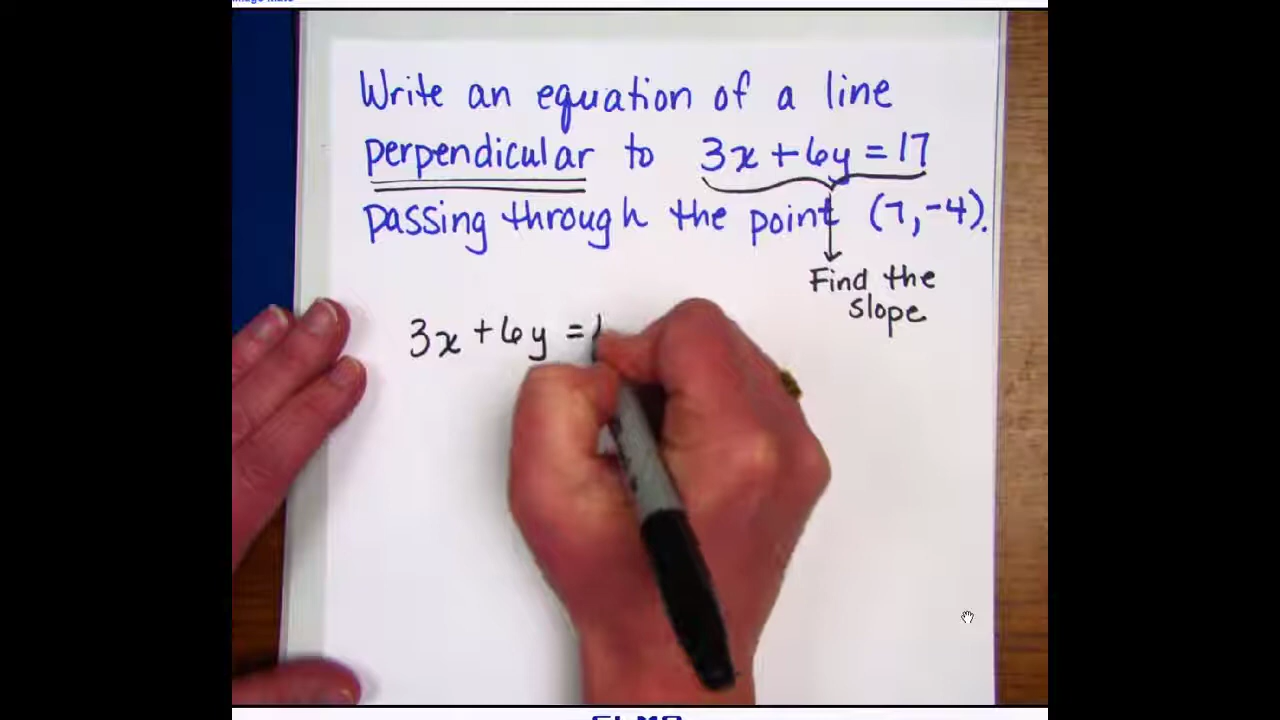 Write an equation of a line
perpendicular to 3x + 6y = 17
passing through the point (7, -4).
Find the
slope
3x + 6y = 1